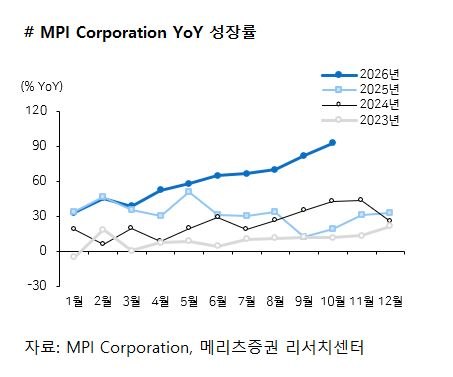 # MPI Corporation YoY 성장률
(% YoY)
2026년
2025년
2024년
2023년
120
90
60
30
0
-30
1월 2월 3월 4월 5월 6월 7월 8월 9월 10월 11월 12월
자료: MPI Corporation, 메리츠증권 리서치센터